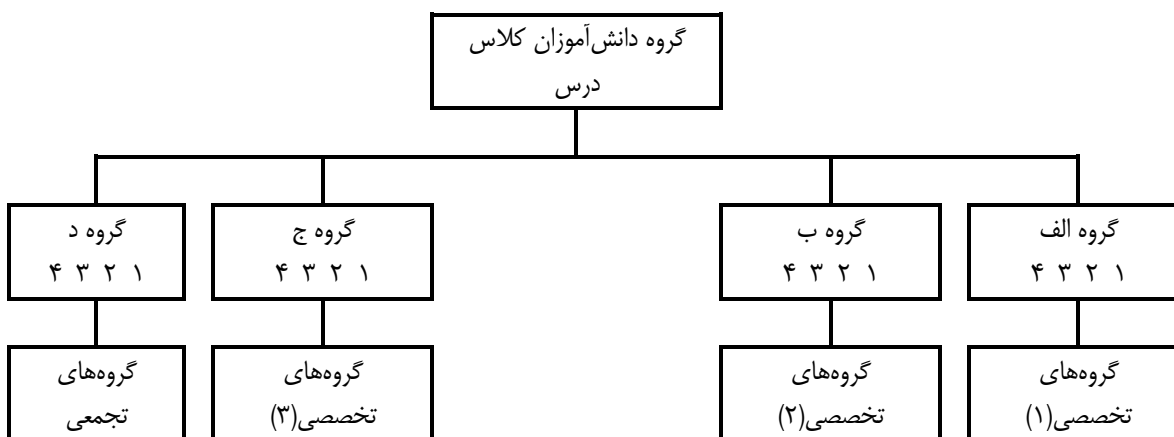 گروه دانش‌آموزان کلاس
درس
گروه الف
۱ ۲ ۳ ۴
گروه ب
۱ ۲ ۳ ۴
گروه ج
۱ ۲ ۳ ۴
گروه د
۱ ۲ ۳ ۴
گروه‌های
تخصصی(۱)
گروه‌های
تخصصی(۲)
گروه‌های
تخصصی(۳)
گروه‌های
تجمعی